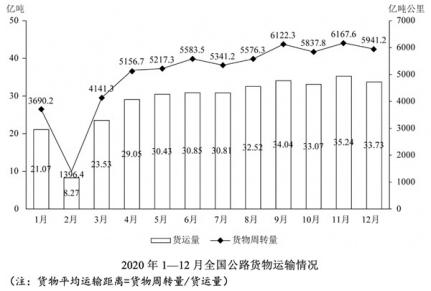 亿吨 亿吨公里
50 7000
40 6000
30 5000
20 4000
10 3000
0 2000
1000
0
3690.2 1396.4 4141.3 5156.7 5217.3 5583.5 5341.2 5576.3 6122.3 5837.8 6167.6 5941.2
21.07 8.27 23.53 29.05 30.43 30.85 30.81 32.52 34.04 33.07 35.24 33.73
1月 2月 3月 4月 5月 6月 7月 8月 9月 10月 11月 12月
货运量 货物周转量
2020 年 1—12 月全国公路货物运输情况
(注：货物平均运输距离=货物周转量/货运量)